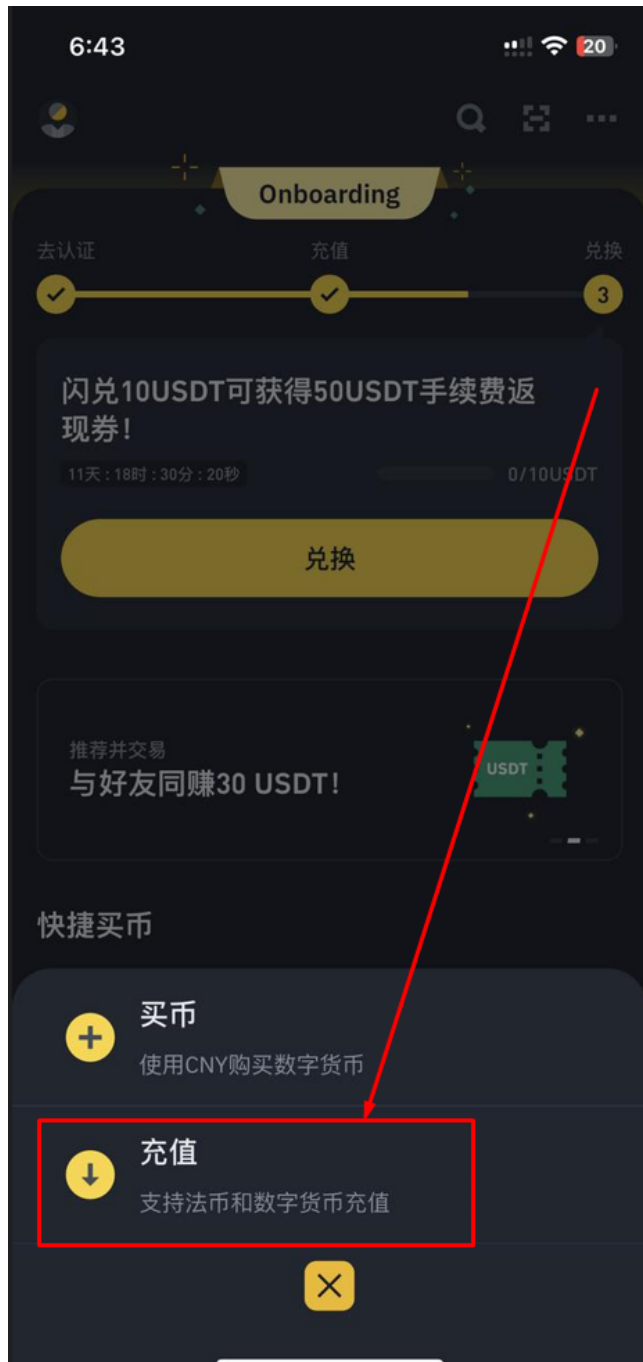 6:43
20
Onboarding
去认证
充值
兑换
3
闪兑10USDT可获得50USDT手续费返
现券！
11天：18时：30分：20秒
0/10USDT
兑换
推荐并交易
与好友同赚30 USDT！
USDT
快捷买币
买币
使用CNY购买数字货币
充值
支持法币和数字货币充值